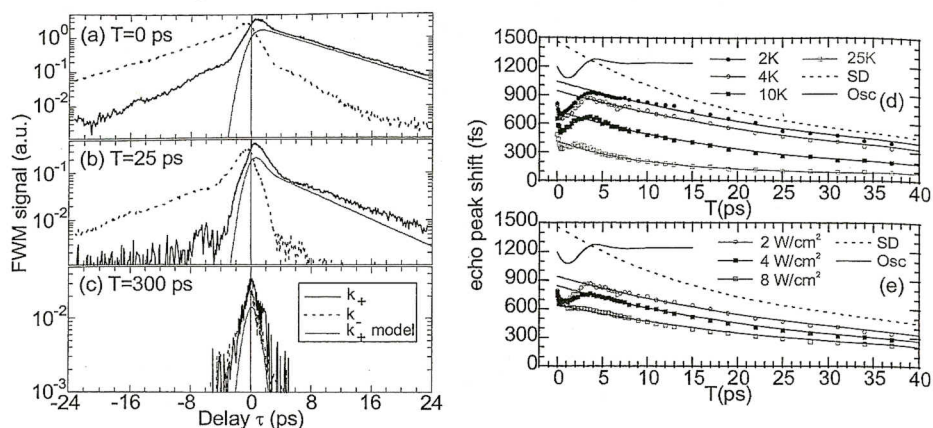 (a) T=0 ps
10⁰
10⁻¹
10⁻²
(b) T=25 ps
10⁻¹
10⁻²
(c) T=300 ps
10⁻²
10⁻³
k₊
k₋
k₊ model
-24 -16 -8 0 8 16 24
Delay τ (ps)
FWM signal (a.u.)
1500
1200
900
600
300
0
2K 25K
4K SD
10K Osc
(d)
0 5 10 15 20 25 30 35 40
T(ps)
1500
1200
900
600
300
0
2 W/cm² SD
4 W/cm² Osc
8 W/cm²
(e)
0 5 10 15 20 25 30 35 40
T(ps)
echo peak shift (fs)